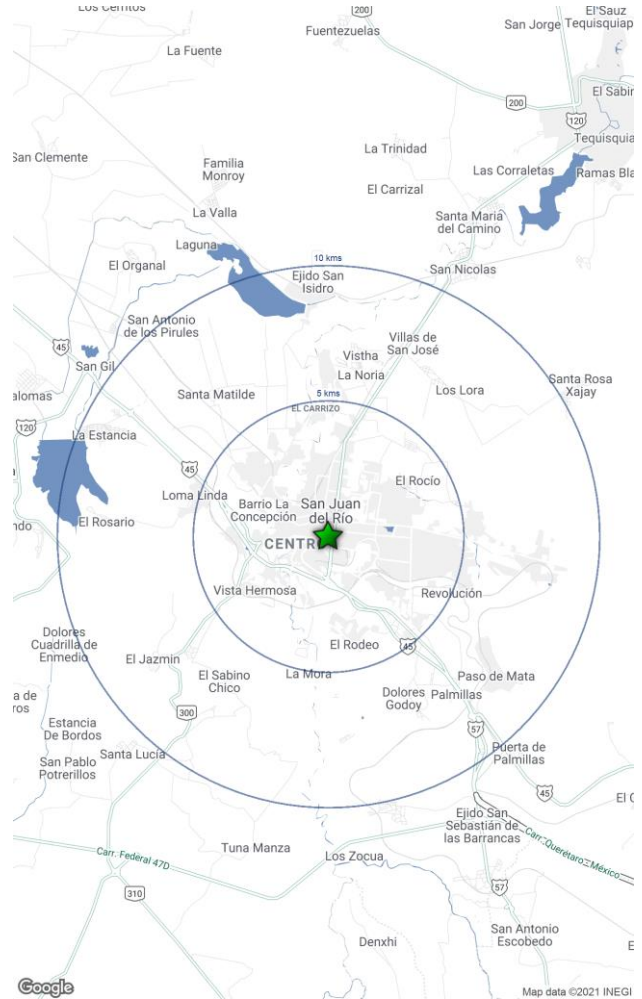 Los Cerritos
200
El Sauz
San Jorge
Tequisquiap
Fuentezuelas
La Fuente
El Sabin
200
120
Tequisquia
La Trinidad
San Clemente
Familia
Monroy
Las Corraletas
Ramas Bla
El Carrizal
La Valla
Santa María
del Camino
Laguna
10 kms
El Organal
Ejido San
Isidro
San Nicolas
San Antonio
de los Pirules
Villas de
San José
45
Vistha
San Gil
La Noria
Santa Rosa
Xajay
Santa Matilde
Los Lora
alomas
5 kms
EL CARRIZO
120
La Estancia
45
El Rocío
Loma Linda
Barrio La
Concepción
San Juan
del Río
ndo
El Rosario
CENTR
Vista Hermosa
Revolución
Dolores
Cuadrilla de
Enmedio
El Rodeo
45
El Jazmin
El Sabino
Chico
La Mora
Paso de Mata
Dolores
Godoy
Palmillas
a de
ros
300
Estancia
De Bordos
57
Santa Lucía
Puerta de
Palmillas
San Pablo
Potrerillos
45
El C
Ejido San
Sebastián de
las Barrancas
Carr. Querétaro-México
Tuna Manza
Carr. Federal 47D
Los Zocua
310
57
San Antonio
Escobedo
Denxhi
Google
Map data ©2021 INEGI